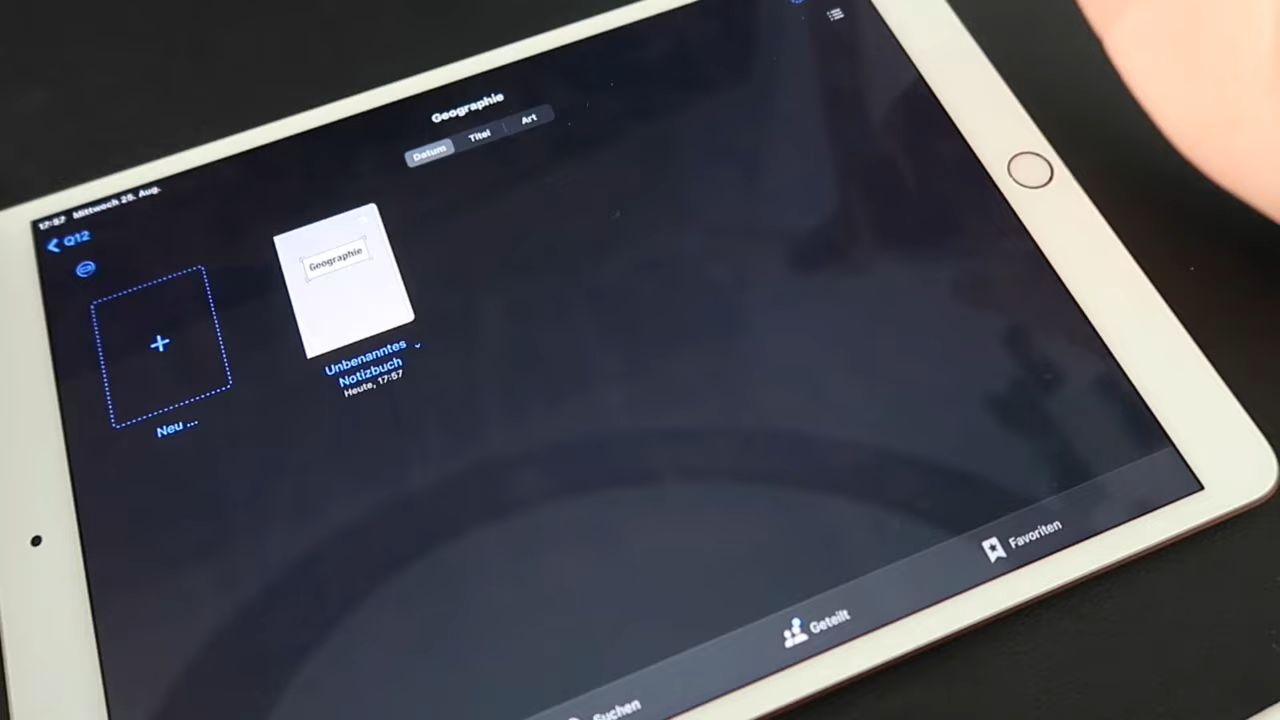 17:57 Mittwoch 26. Aug.
Q12
Geographie
Datum Titel Art
Neu ...
Geographie
Unbenanntes
Notizbuch
Heute, 17:57
Suchen
Geteilt
Favoriten